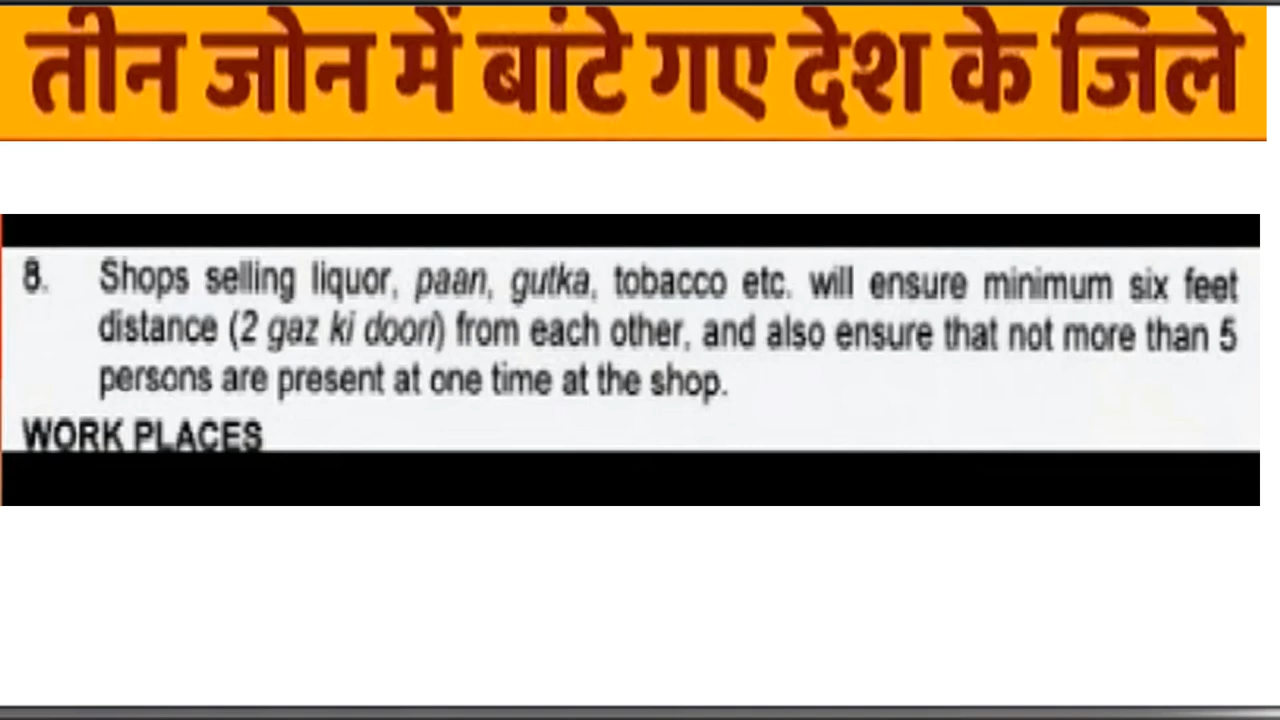 तीन जोन में बांटे गए देश के जिले
8. Shops selling liquor, paan, gutka, tobacco etc. will ensure minimum six feet
distance (2 gaz ki doori) from each other, and also ensure that not more than 5
persons are present at one time at the shop.
WORK PLACES